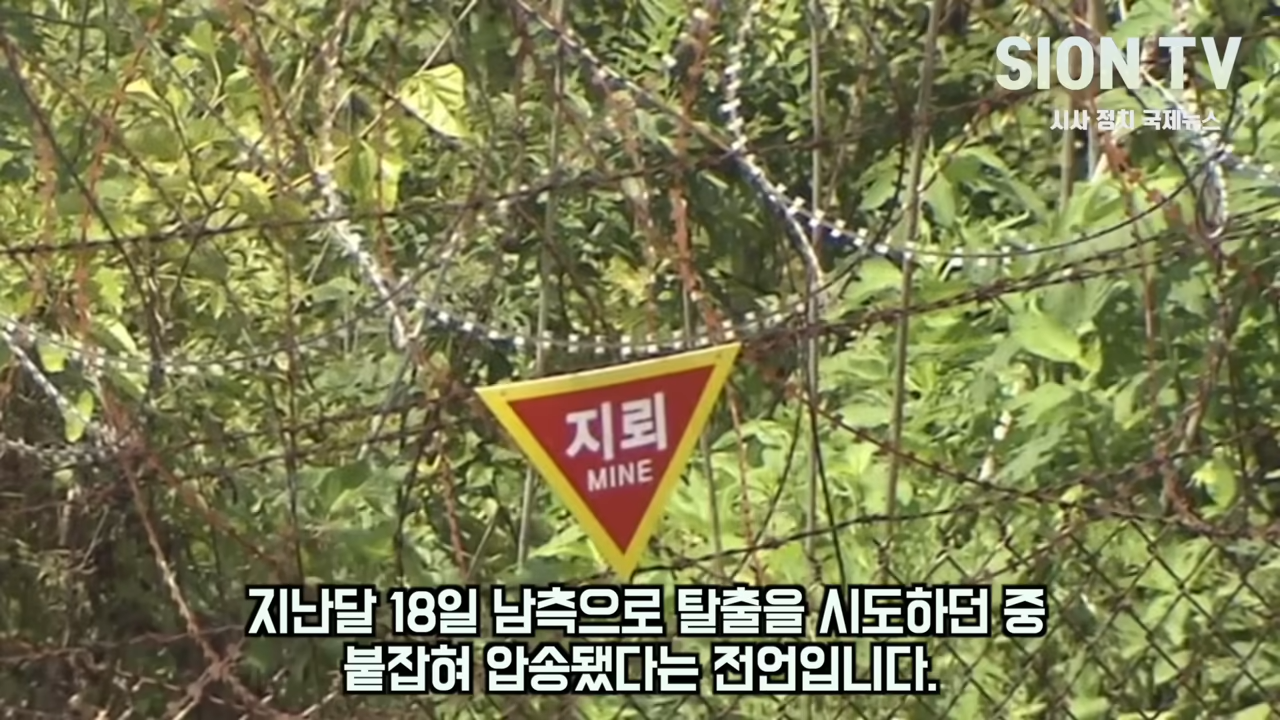 SION TV
시사 정치 국제뉴스
지뢰
MINE
지난달 18일 남측으로 탈출을 시도하던 중
붙잡혀 압송됐다는 전언입니다.